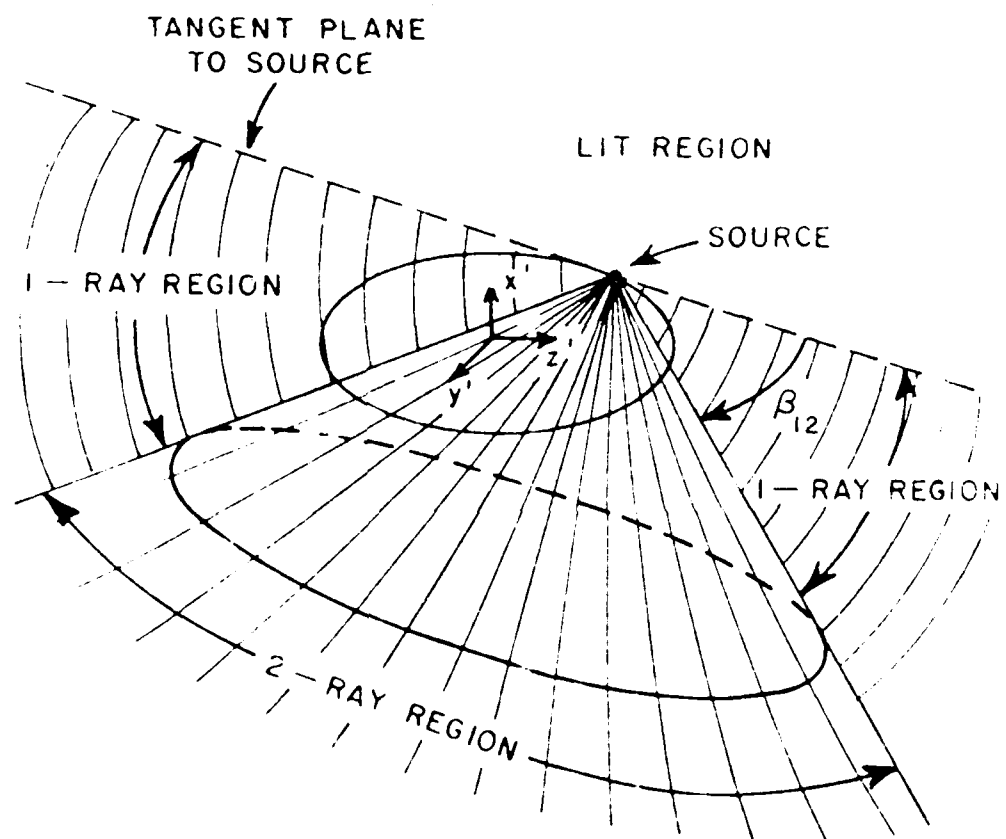 TANGENT PLANE
TO SOURCE
LIT REGION
SOURCE
1 — RAY REGION
x'
z'
y'
β12
1 — RAY REGION
2 — RAY REGION